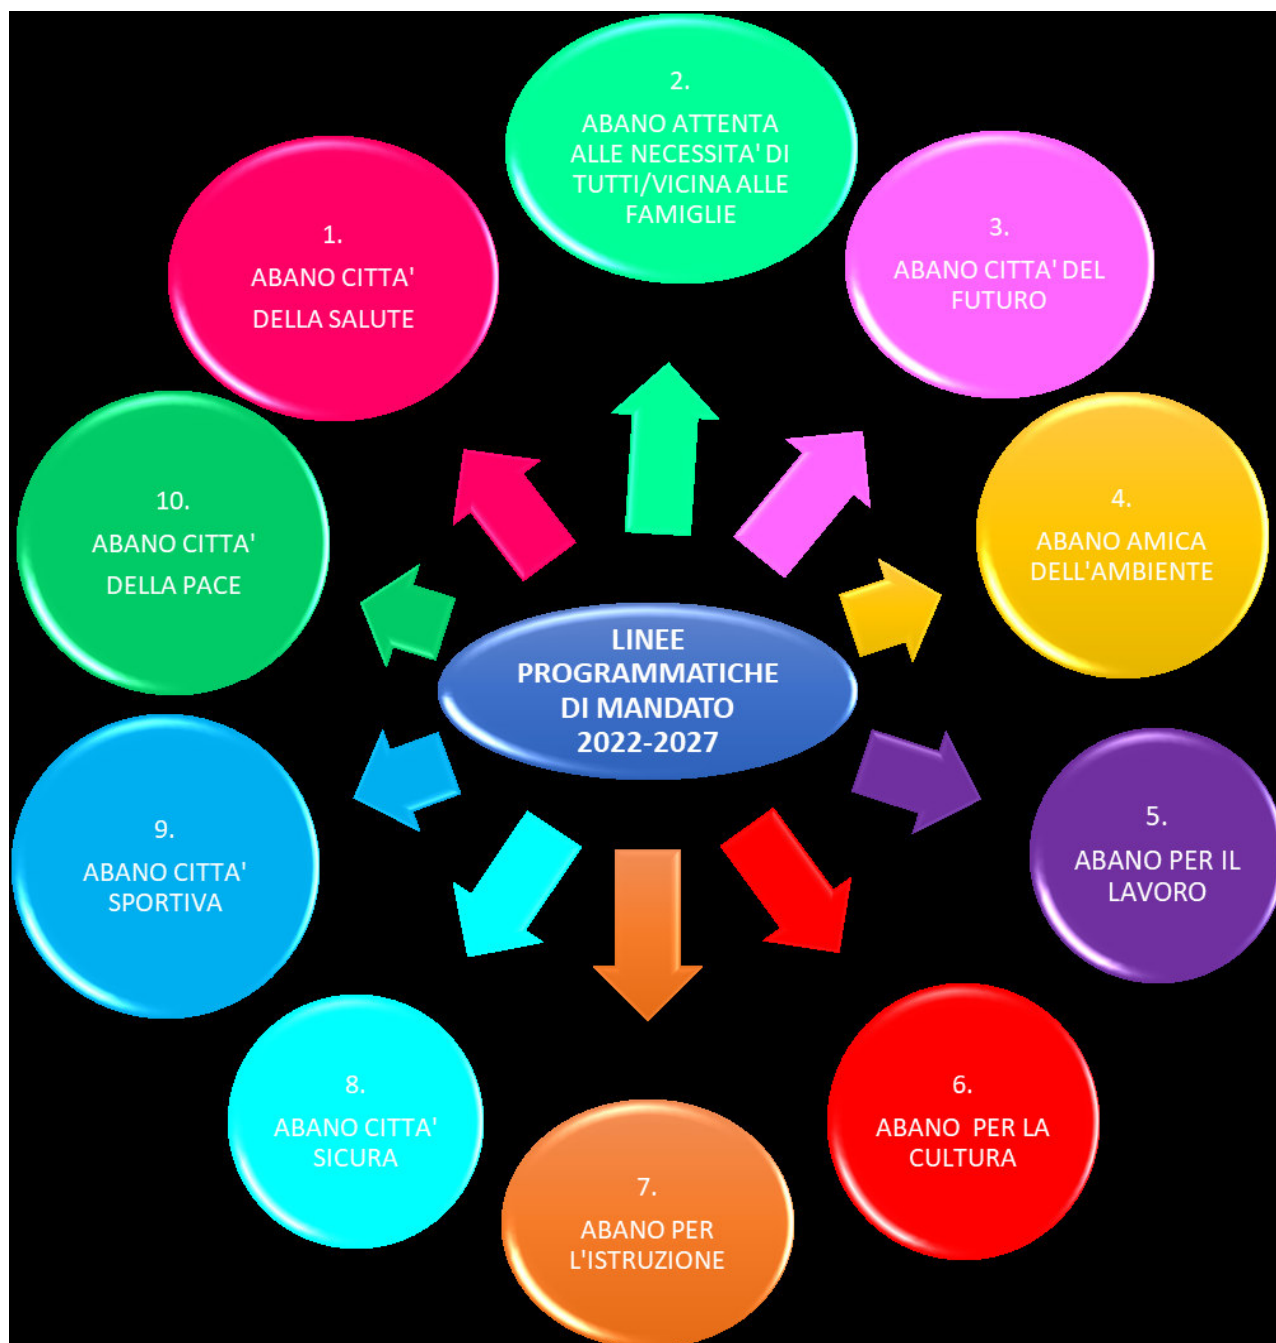 LINEE
PROGRAMMATICHE
DI MANDATO
2022-2027
1.
ABANO CITTA'
DELLA SALUTE
2.
ABANO ATTENTA
ALLE NECESSITA' DI
TUTTI/VICINA ALLE
FAMIGLIE
3.
ABANO CITTA' DEL
FUTURO
4.
ABANO AMICA
DELL'AMBIENTE
5.
ABANO PER IL
LAVORO
6.
ABANO  PER LA
CULTURA
7.
ABANO PER
L'ISTRUZIONE
8.
ABANO CITTA'
SICURA
9.
ABANO CITTA'
SPORTIVA
10.
ABANO CITTA'
DELLA PACE